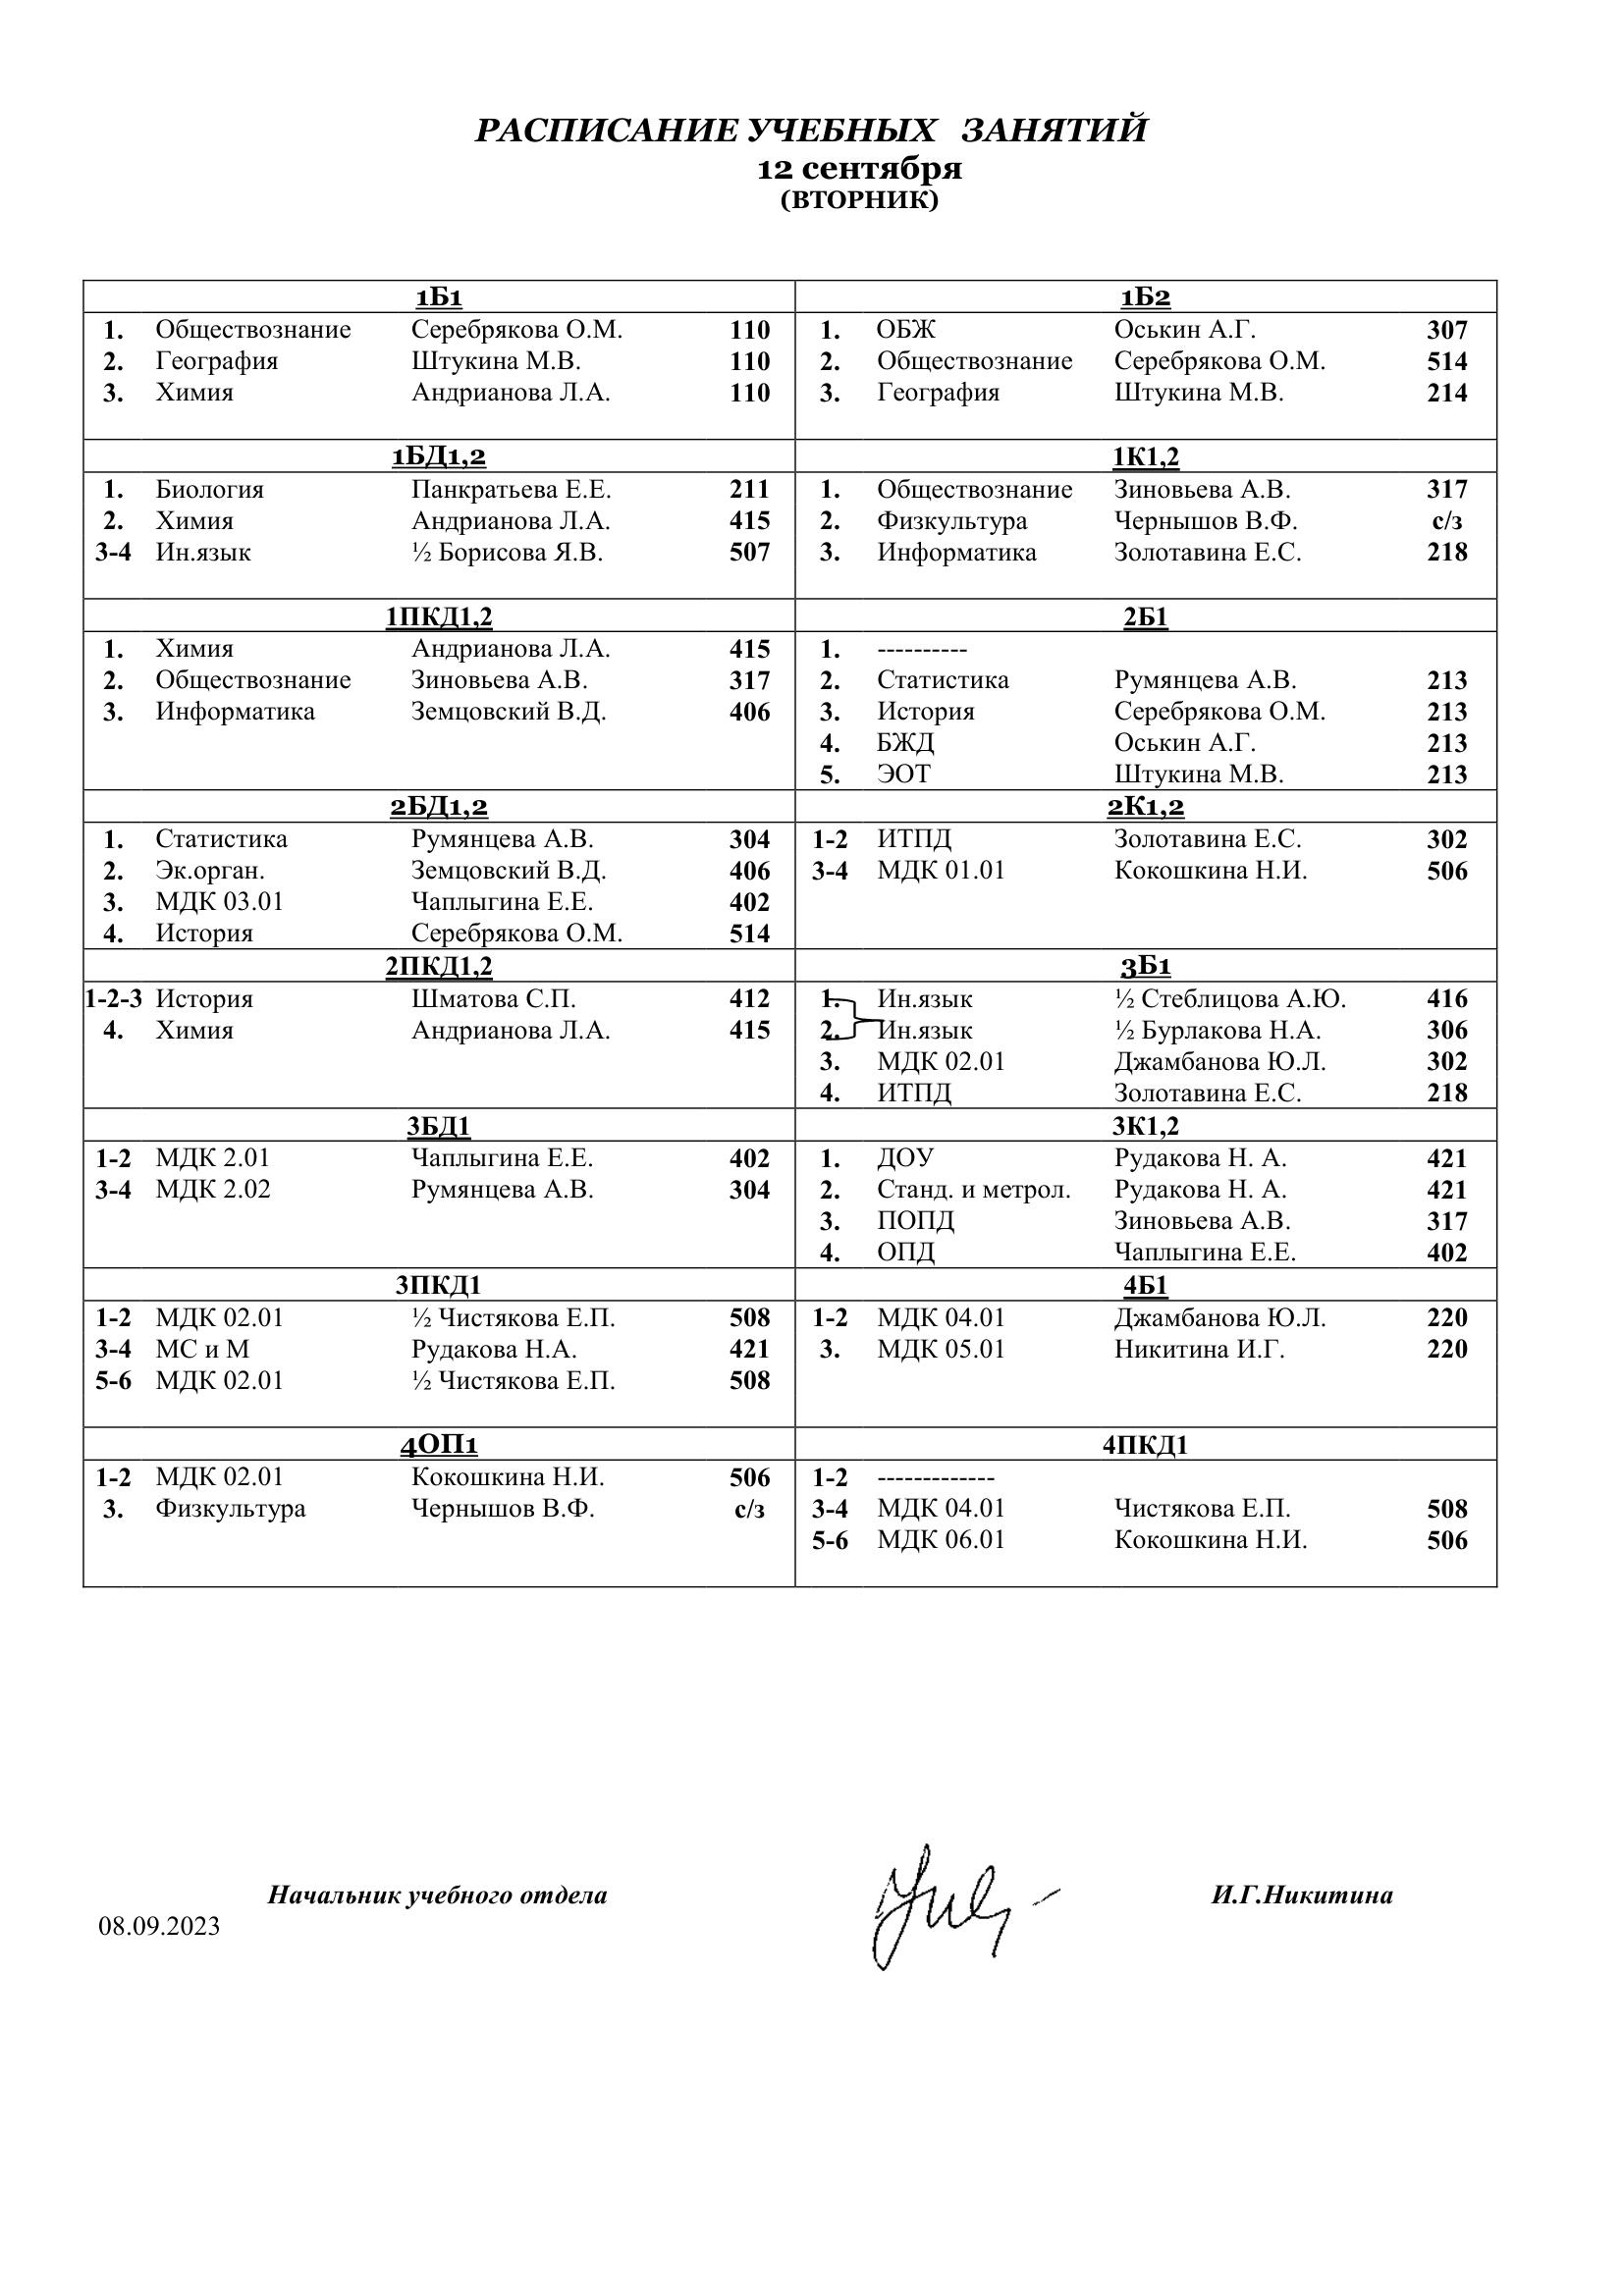 РАСПИСАНИЕ УЧЕБНЫХ ЗАНЯТИЙ
12 сентября
(ВТОРНИК)
1Б1 1Б2
1. Обществознание Серебрякова О.М. 110 1. ОБЖ Оськин А.Г. 307
2. География Штукина М.В. 110 2. Обществознание Серебрякова О.М. 514
3. Химия Андрианова Л.А. 110 3. География Штукина М.В. 214
1БД1,2 1К1,2
1. Биология Панкратьева Е.Е. 211 1. Обществознание Зиновьева А.В. 317
2. Химия Андрианова Л.А. 415 2. Физкультура Чернышов В.Ф. с/з
3-4 Ин.язык ½ Борисова Я.В. 507 3. Информатика Золотавина Е.С. 218
1ПКД1,2 2Б1
1. Химия Андрианова Л.А. 415 1. ----------
2. Обществознание Зиновьева А.В. 317 2. Статистика Румянцева А.В. 213
3. Информатика Земцовский В.Д. 406 3. История Серебрякова О.М. 213
4. БЖД Оськин А.Г. 213
5. ЭОТ Штукина М.В. 213
2БД1,2 2К1,2
1. Статистика Румянцева А.В. 304 1-2 ИТПД Золотавина Е.С. 302
2. Эк.орган. Земцовский В.Д. 406 3-4 МДК 01.01 Кокошкина Н.И. 506
3. МДК 03.01 Чаплыгина Е.Е. 402
4. История Серебрякова О.М. 514
2ПКД1,2 3Б1
1-2-3 История Шматова С.П. 412 1. Ин.язык ½ Стеблицова А.Ю. 416
4. Химия Андрианова Л.А. 415 2. Ин.язык ½ Бурлакова Н.А. 306
3. МДК 02.01 Джамбанова Ю.Л. 302
4. ИТПД Золотавина Е.С. 218
3БД1 3К1,2
1-2 МДК 2.01 Чаплыгина Е.Е. 402 1. ДОУ Рудакова Н. А. 421
3-4 МДК 2.02 Румянцева А.В. 304 2. Станд. и метрол. Рудакова Н. А. 421
3. ПОПД Зиновьева А.В. 317
4. ОПД Чаплыгина Е.Е. 402
3ПКД1 4Б1
1-2 МДК 02.01 ½ Чистякова Е.П. 508 1-2 МДК 04.01 Джамбанова Ю.Л. 220
3-4 МС и М Рудакова Н.А. 421 3. МДК 05.01 Никитина И.Г. 220
5-6 МДК 02.01 ½ Чистякова Е.П. 508
4ОП1 4ПКД1
1-2 МДК 02.01 Кокошкина Н.И. 506 1-2 -------------
3. Физкультура Чернышов В.Ф. с/з 3-4 МДК 04.01 Чистякова Е.П. 508
5-6 МДК 06.01 Кокошкина Н.И. 506
Начальник учебного отдела И.Г.Никитина
08.09.2023